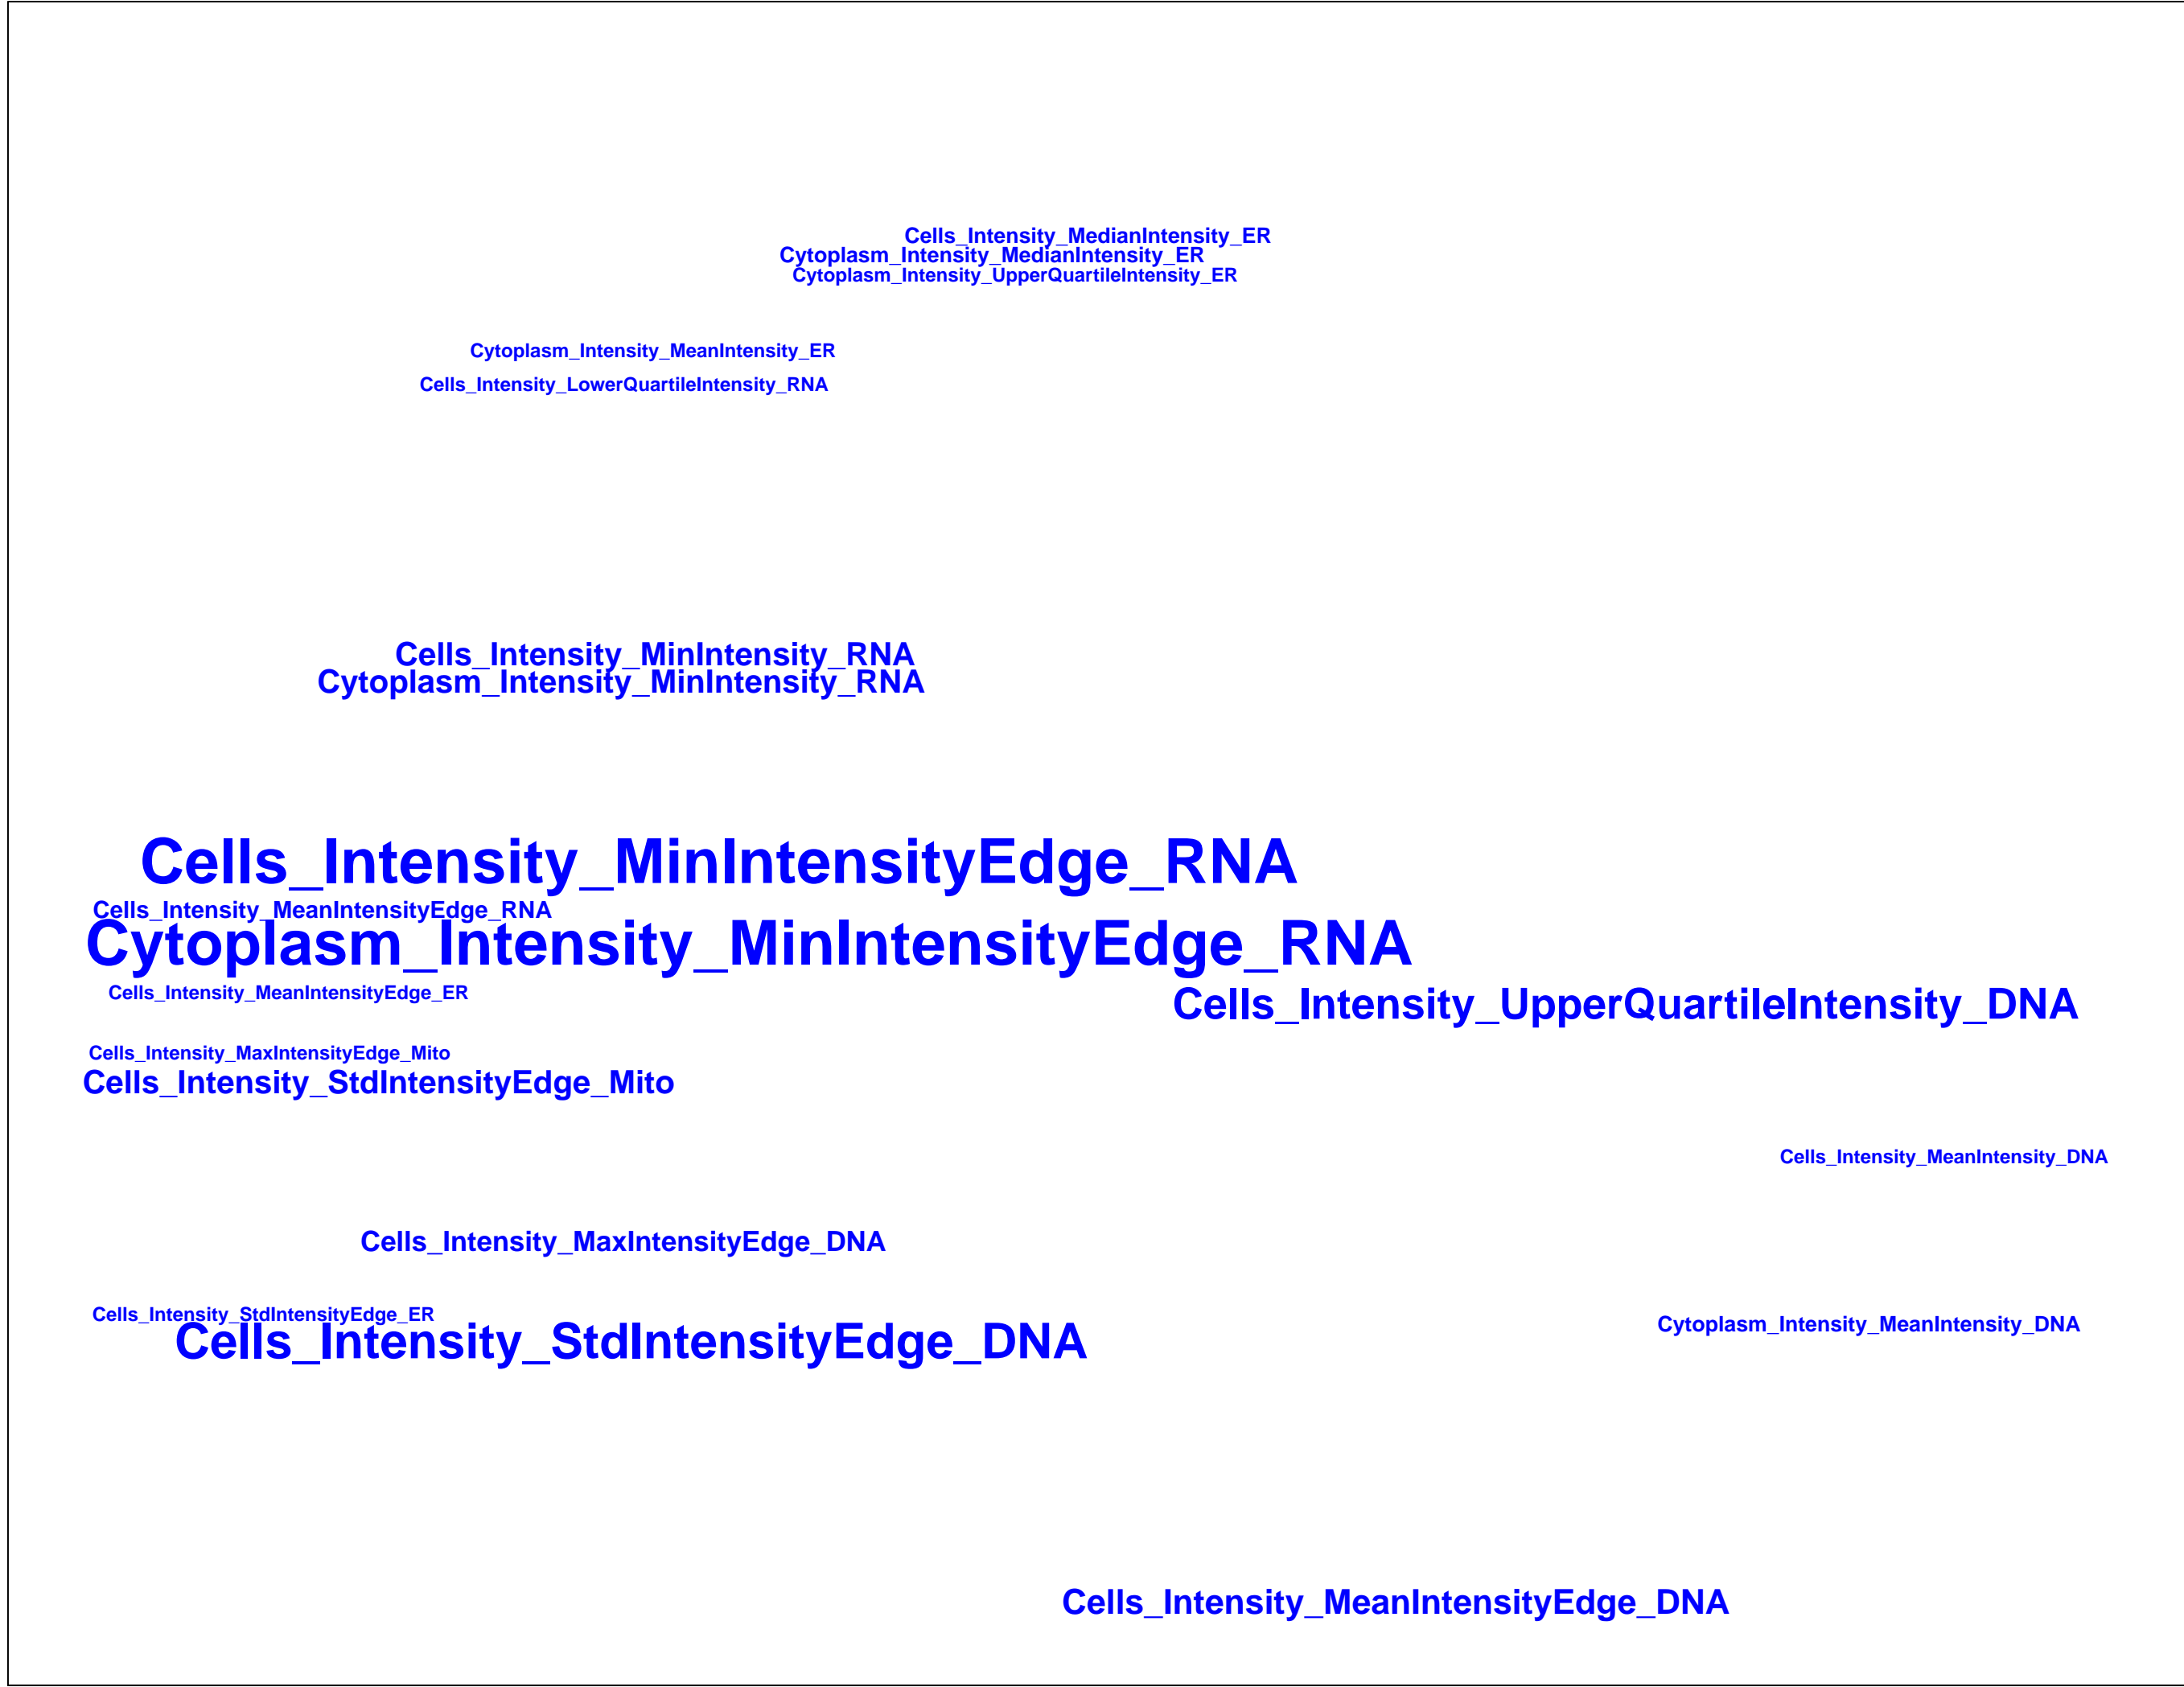 Cells_Intensity_MedianIntensity_ER
Cytoplasm_Intensity_MedianIntensity_ER
Cytoplasm_Intensity_UpperQuartileIntensity_ER
Cytoplasm_Intensity_MeanIntensity_ER
Cells_Intensity_LowerQuartileIntensity_RNA
Cells_Intensity_MinIntensity_RNA
Cytoplasm_Intensity_MinIntensity_RNA
Cells_Intensity_MinIntensityEdge_RNA
Cells_Intensity_MeanIntensityEdge_RNA
Cytoplasm_Intensity_MinIntensityEdge_RNA
Cells_Intensity_MeanIntensityEdge_ER
Cells_Intensity_UpperQuartileIntensity_DNA
Cells_Intensity_MaxIntensityEdge_Mito
Cells_Intensity_StdIntensityEdge_Mito
Cells_Intensity_MeanIntensity_DNA
Cells_Intensity_MaxIntensityEdge_DNA
Cells_Intensity_StdIntensityEdge_ER
Cytoplasm_Intensity_MeanIntensity_DNA
Cells_Intensity_StdIntensityEdge_DNA
Cells_Intensity_MeanIntensityEdge_DNA